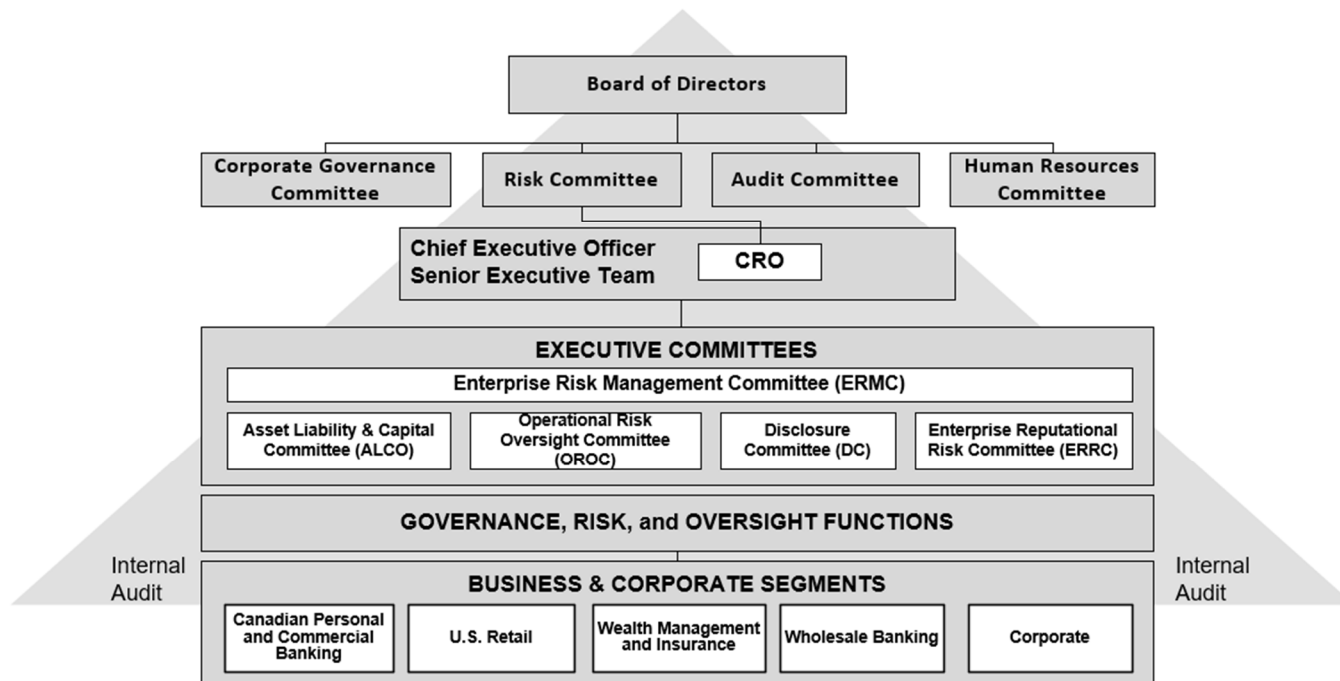 Board of Directors
Corporate Governance
Committee
Risk Committee
Audit Committee
Human Resources
Committee
Chief Executive Officer
Senior Executive Team
CRO
EXECUTIVE COMMITTEES
Enterprise Risk Management Committee (ERMC)
Asset Liability & Capital
Committee (ALCO)
Operational Risk
Oversight Committee
(OROC)
Disclosure
Committee (DC)
Enterprise Reputational
Risk Committee (ERRC)
GOVERNANCE, RISK, and OVERSIGHT FUNCTIONS
Internal
Audit
Internal
Audit
BUSINESS & CORPORATE SEGMENTS
Canadian Personal
and Commercial
Banking
U.S. Retail
Wealth Management
and Insurance
Wholesale Banking
Corporate